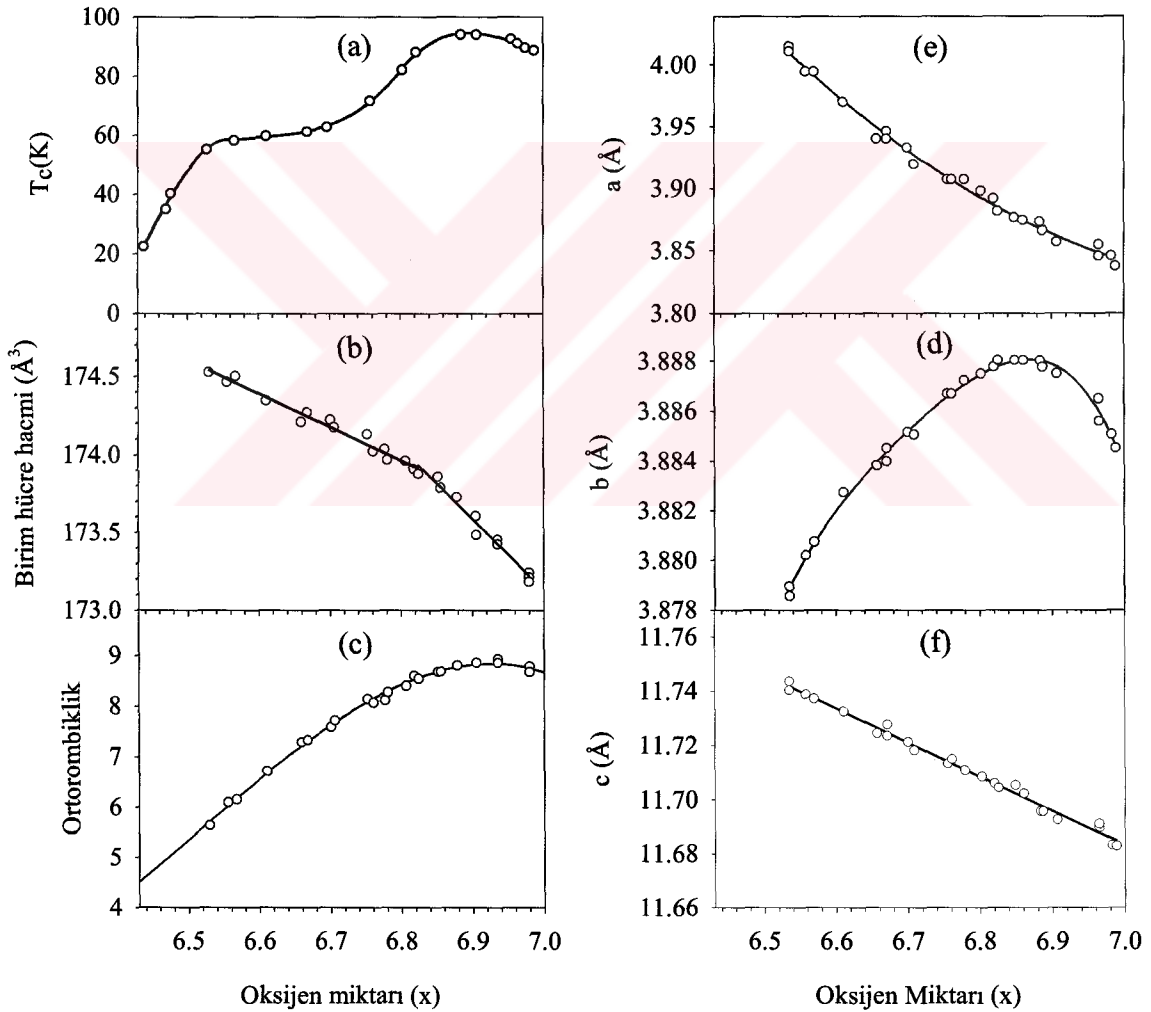 (a)
Tc(K)
100
80
60
40
20
0
(b)
Birim hücre hacmi (Å³)
174.5
174.0
173.5
173.0
(c)
Ortorombiklik
9
8
7
6
5
4
6.5 6.6 6.7 6.8 6.9 7.0
Oksijen miktarı (x)
(e)
a (Å)
4.00
3.95
3.90
3.85
3.80
(d)
b (Å)
3.888
3.886
3.884
3.882
3.880
3.878
(f)
c (Å)
11.76
11.74
11.72
11.70
11.68
11.66
6.5 6.6 6.7 6.8 6.9 7.0
Oksijen Miktarı (x)